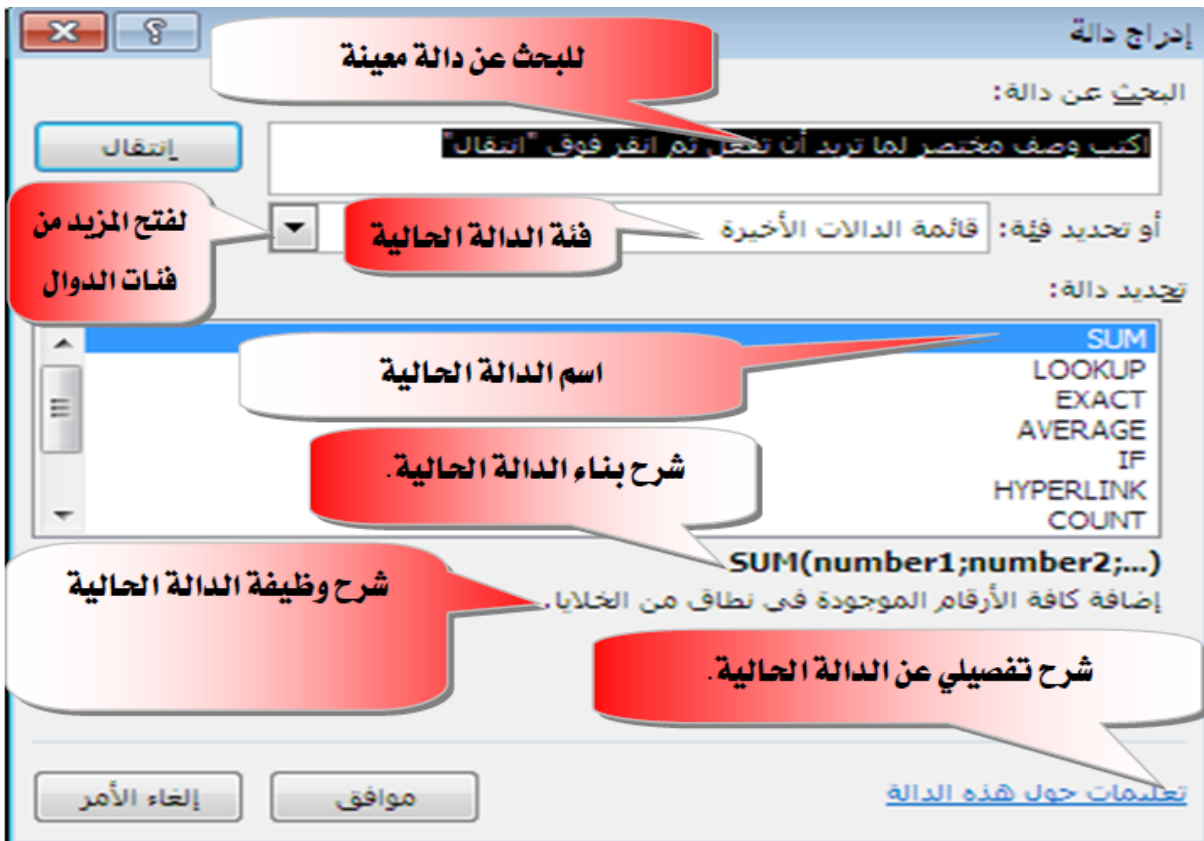 إدراج دالة
للبحث عن دالة معينة
البحث عن دالة:
اكتب وصف مختصر لما تريد أن تفعل ثم انقر فوق "انتقال"
إنتقال
أو تحديد فئة:
قائمة الدالات الأخيرة
فئة الدالة الحالية
لفتح المزيد من
فئات الدوال
تحديد دالة:
SUM
اسم الدالة الحالية
LOOKUP
EXACT
AVERAGE
IF
HYPERLINK
COUNT
شرح بناء الدالة الحالية.
SUM(number1;number2;...)
إضافة كافة الأرقام الموجودة في نطاق من الخلايا.
شرح وظيفة الدالة الحالية
شرح تفصيلي عن الدالة الحالية.
تعليمات حول هذه الدالة
موافق
إلغاء الأمر